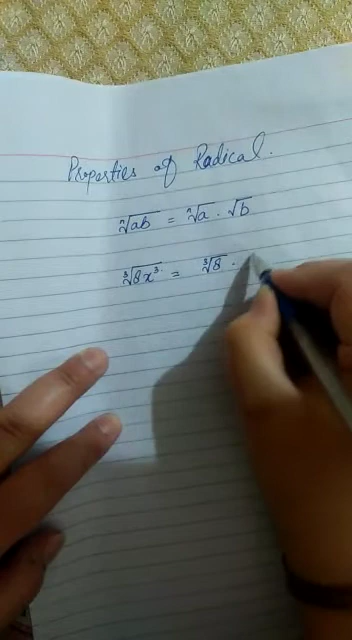 Properties of Radical.
ⁿ√ab = ⁿ√a . √b
³√8x³ = ³√8 .